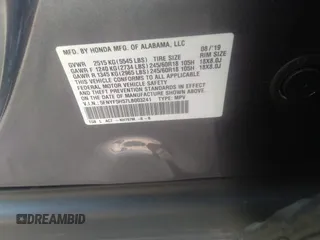 MFD. BY HONDA MFG. OF ALABAMA, LLC 08/'19
GVWR 2515 KG (5545 LBS) TIRE SIZE RIM SIZE
GAWR F 1240 KG (2734 LBS) 245/60R18 105H 18X8.0J
GAWR R 1345 KG (2965 LBS) 245/60R18 105H 18X8.0J
THIS VEHICLE CONFORMS TO ALL APPLICABLE
FEDERAL MOTOR VEHICLE SAFETY AND
THEFT PREVENTION STANDARDS IN EFFECT
ON THE DATE OF MANUFACTURE SHOWN ABOVE.
V.I.N.: TYPE: MPV
DREAMBID